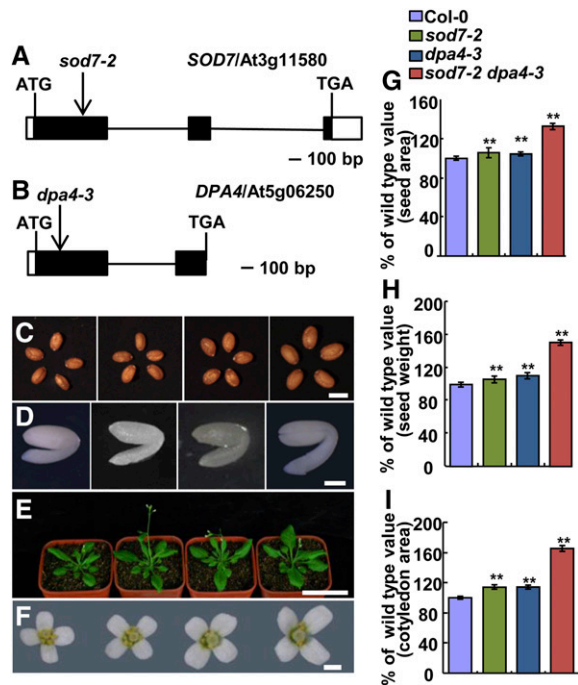 Col-0
sod7-2
dpa4-3
sod7-2 dpa4-3
A
sod7-2
SOD7/At3g11580
ATG
TGA
100 bp
B
dpa4-3
DPA4/At5g06250
ATG
TGA
100 bp
C
D
E
F
G
% of wild type value
(seed area)
160
120
80
40
0
**
**
**
H
% of wild type value
(seed weight)
200
160
120
80
40
0
**
**
**
I
% of wild type value
(cotyledon area)
200
160
120
80
40
0
**
**
**